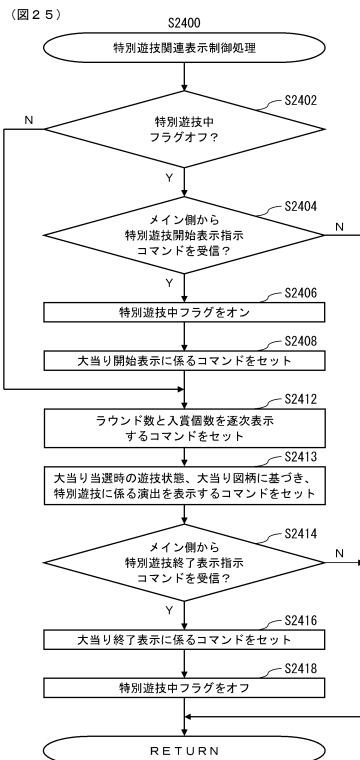 （図２５）
S2400
特別遊技関連表示制御処理
S2402
特別遊技中
フラグオフ？
N
Y
S2404
メイン側から
特別遊技開始表示指示
コマンドを受信？
N
Y
S2406
特別遊技中フラグをオン
S2408
大当り開始表示に係るコマンドをセット
S2412
ラウンド数と入賞個数を逐次表示
するコマンドをセット
S2413
大当り当選時の遊技状態、大当り図柄に基づき、
特別遊技に係る演出を表示するコマンドをセット
S2414
メイン側から
特別遊技終了表示指示
コマンドを受信？
N
Y
S2416
大当り終了表示に係るコマンドをセット
S2418
特別遊技中フラグをオフ
ＲＥＴＵＲＮ